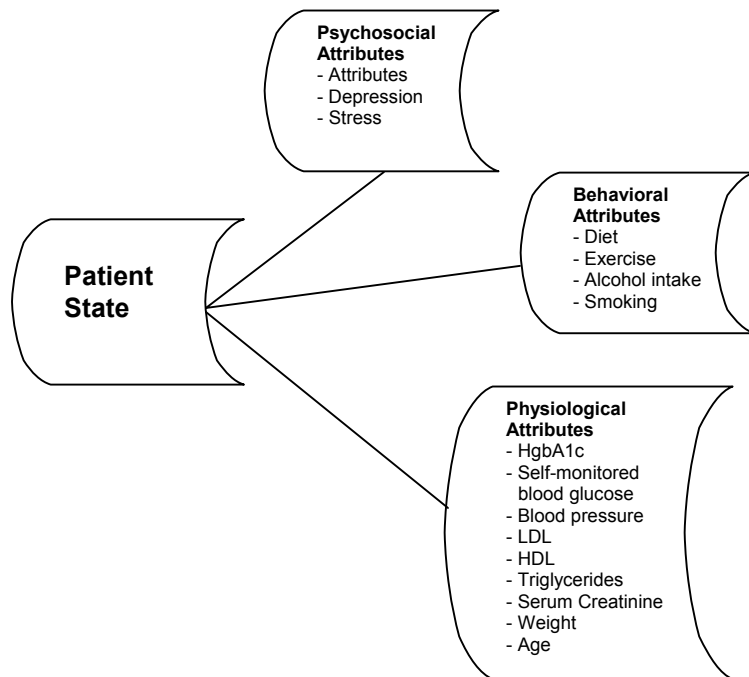 Psychosocial
Attributes
- Attributes
- Depression
- Stress
Patient
State
Behavioral
Attributes
- Diet
- Exercise
- Alcohol intake
- Smoking
Physiological
Attributes
- HgbA1c
- Self-monitored
blood glucose
- Blood pressure
- LDL
- HDL
- Triglycerides
- Serum Creatinine
- Weight
- Age